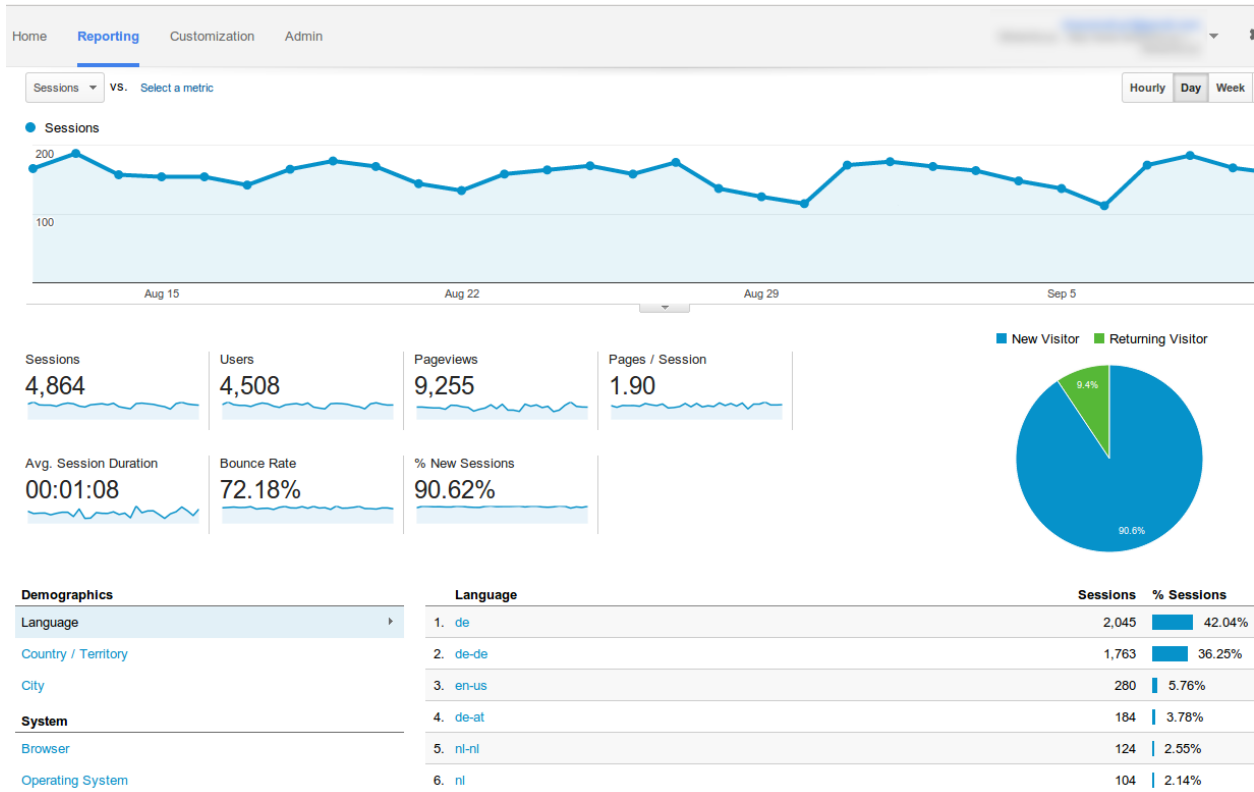 Home Reporting Customization Admin
Sessions VS. Select a metric Hourly Day Week
Sessions
200
100
Aug 15 Aug 22 Aug 29 Sep 5
New Visitor Returning Visitor
Sessions Users Pageviews Pages / Session
4,864 4,508 9,255 1.90
9.4%
Avg. Session Duration Bounce Rate % New Sessions
00:01:08 72.18% 90.62%
90.6%
Demographics Language Sessions % Sessions
Language 1. de 2,045 42.04%
Country / Territory 2. de-de 1,763 36.25%
City 3. en-us 280 5.76%
System 4. de-at 184 3.78%
Browser 5. nl-nl 124 2.55%
Operating System 6. nl 104 2.14%